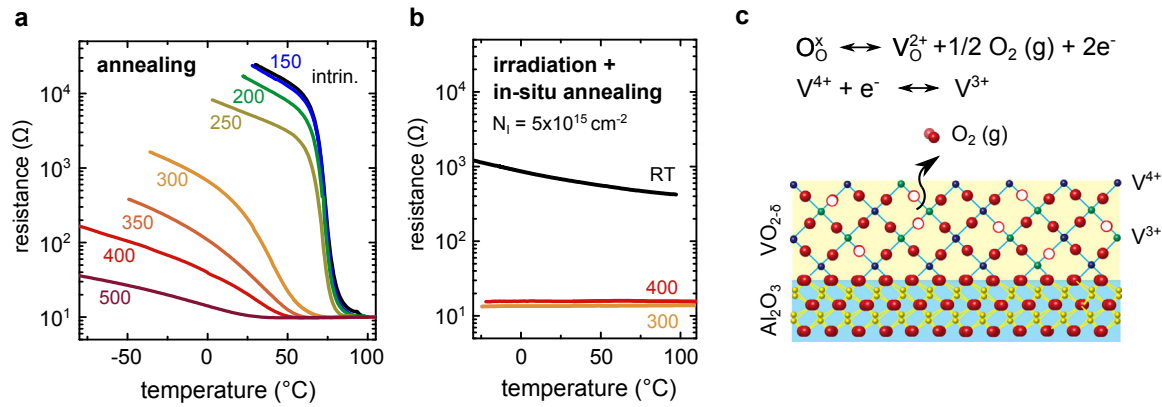 a
annealing
150
intrin.
200
250
300
350
400
500
10⁴
10³
10²
10¹
resistance (Ω)
-50 0 50 100
temperature (°C)
b
irradiation +
in-situ annealing
N_I = 5x10¹⁵ cm⁻²
RT
400
300
10⁴
10³
10²
10¹
resistance (Ω)
0 50 100
temperature (°C)
c
O_O^x ↔ V_O^2+ +1/2 O₂ (g) + 2e⁻
V⁴⁺ + e⁻ ↔ V³⁺
O₂ (g)
V⁴⁺
V³⁺
VO₂₋δ
Al₂O₃